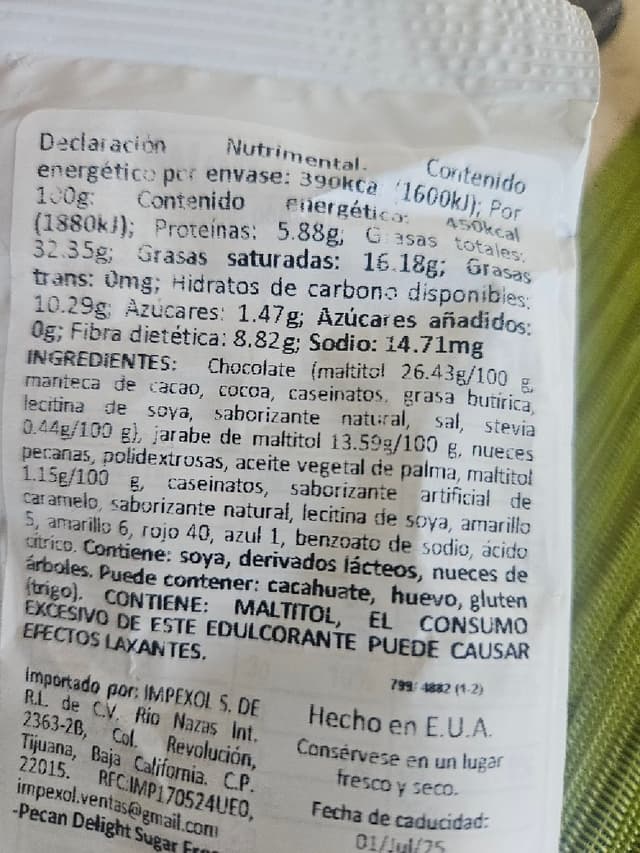 Declaración Nutrimental. Contenido
energético por envase: 390kca (1600kJ); Por
100g: Contenido energético: 450kcal
(1880kJ); Proteínas: 5.88g; Grasas totales:
32.35g; Grasas saturadas: 16.18g; Grasas
trans: 0mg; Hidratos de carbono disponibles:
10.29g; Azúcares: 1.47g; Azúcares añadidos:
0g; Fibra dietética: 8.82g; Sodio: 14.71mg
INGREDIENTES: Chocolate (maltitol 26.43g/100 g,
manteca de cacao, cocoa, caseinatos, grasa butírica,
lecitina de soya, saborizante natural, sal, stevia
0.44g/100 g), jarabe de maltitol 13.59g/100 g, nueces
pecanas, polidextrosas, aceite vegetal de palma, maltitol
1.15g/100 g, caseinatos, saborizante artificial de
caramelo, saborizante natural, lecitina de soya, amarillo
5, amarillo 6, rojo 40, azul 1, benzoato de sodio, ácido
cítrico. Contiene: soya, derivados lácteos, nueces de
árboles. Puede contener: cacahuate, huevo, gluten
(trigo). CONTIENE: MALTITOL, EL CONSUMO
EXCESIVO DE ESTE EDULCORANTE PUEDE CAUSAR
EFECTOS LAXANTES.
4882 (1-2)
Importado por: IMPEXOL S. DE
R.L. de C.V. Rio Nazas Int.
2363-2B, Col. Revolución,
Tijuana, Baja California. C.P.
22015. RFC:IMP170524UE0,
impexol.ventas@gmail.com
-Pecan Delight Sugar Free
Hecho en E.U.A.
Consérvese en un lugar
fresco y seco.
Fecha de caducidad:
01/Jul/25